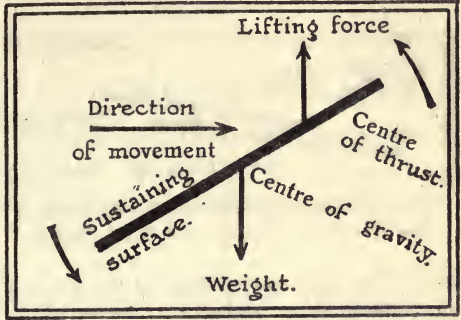 Lifting force
Direction
of movement
Centre
of thrust.
Sustaining
surface.
Centre of gravity.
Weight.